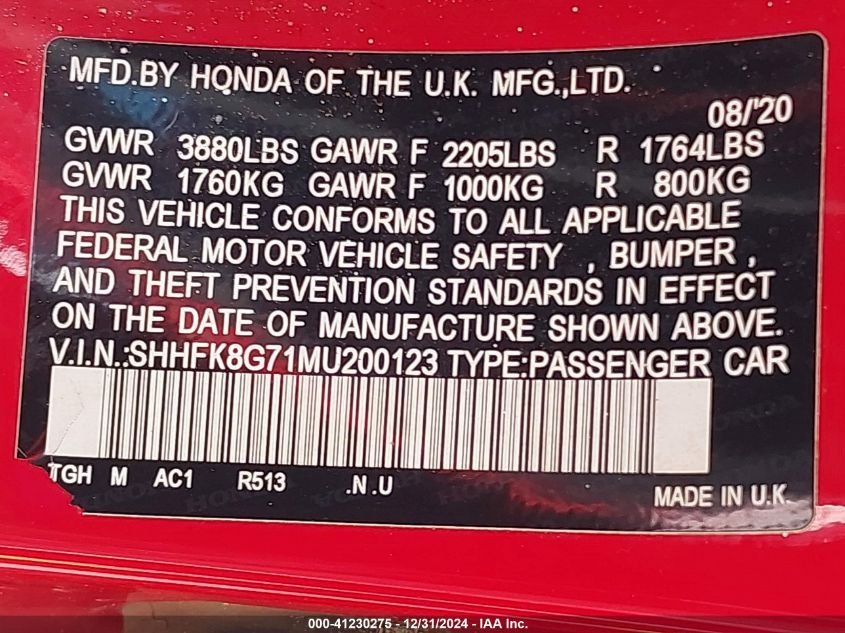 MFD.BY HONDA OF THE U.K. MFG.,LTD.
08/'20
GVWR 3880LBS GAWR F 2205LBS R 1764LBS
GVWR 1760KG GAWR F 1000KG R 800KG
THIS VEHICLE CONFORMS TO ALL APPLICABLE
FEDERAL MOTOR VEHICLE SAFETY , BUMPER ,
AND THEFT PREVENTION STANDARDS IN EFFECT
ON THE DATE OF MANUFACTURE SHOWN ABOVE.
V.I.N.:SHHFK8G71MU200123 TYPE:PASSENGER CAR
TGH M AC1 R513 .N .U
MADE IN U.K.
000-41230275 - 12/31/2024 - IAA Inc.